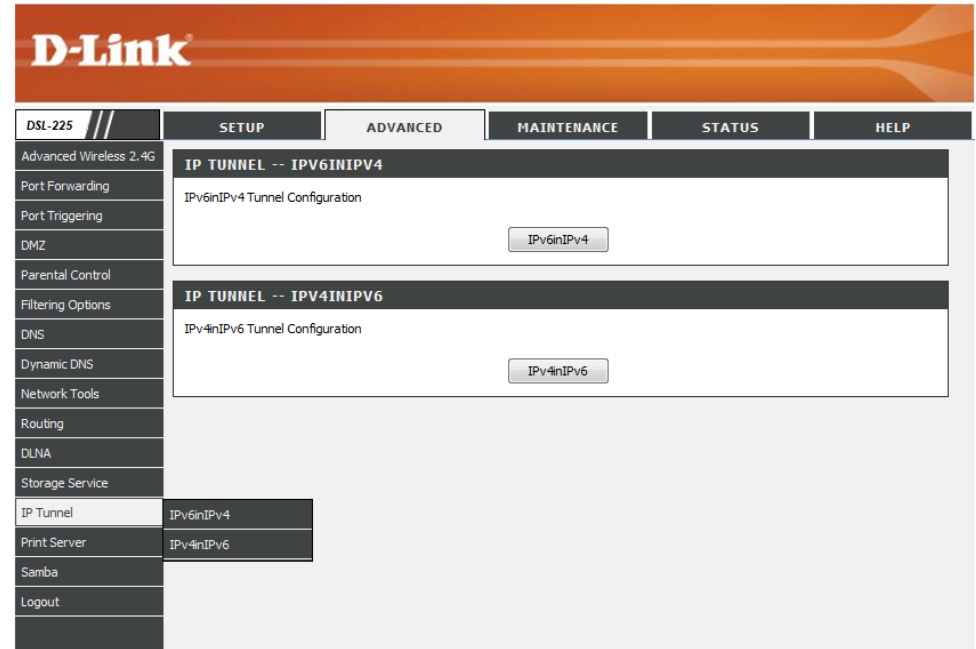 D-Link
DSL-225
SETUP
ADVANCED
MAINTENANCE
STATUS
HELP
Advanced Wireless 2.4G
Port Forwarding
Port Triggering
DMZ
Parental Control
Filtering Options
DNS
Dynamic DNS
Network Tools
Routing
DLNA
Storage Service
IP Tunnel
IPv6inIPv4
IPv4inIPv6
Print Server
Samba
Logout
IP TUNNEL -- IPV6INIPV4
IPv6inIPv4 Tunnel Configuration
IPv6inIPv4
IP TUNNEL -- IPV4INIPV6
IPv4inIPv6 Tunnel Configuration
IPv4inIPv6